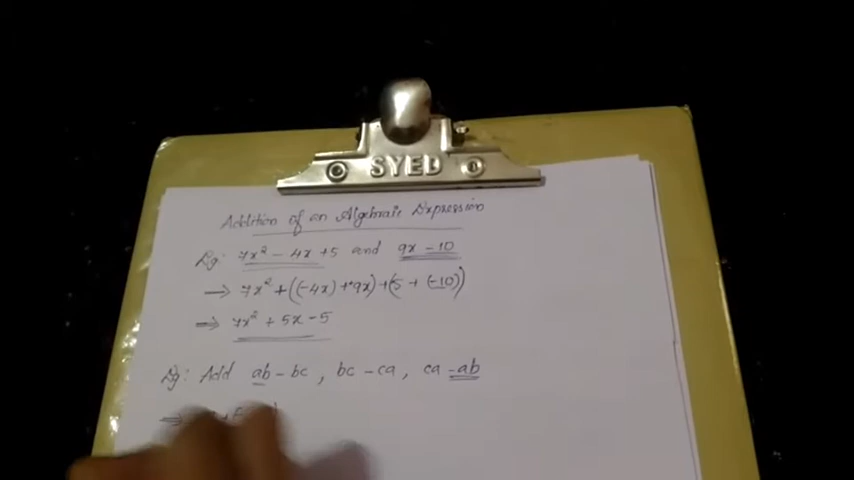 SYED
Addition of an Algebraic Expression
Eg: 7x² - 4x + 5 and 9x - 10
⇒ 7x² + ((-4x) + 9x) + (5 + (-10))
⇒ 7x² + 5x - 5
Eg: Add ab - bc , bc - ca , ca - ab
⇒